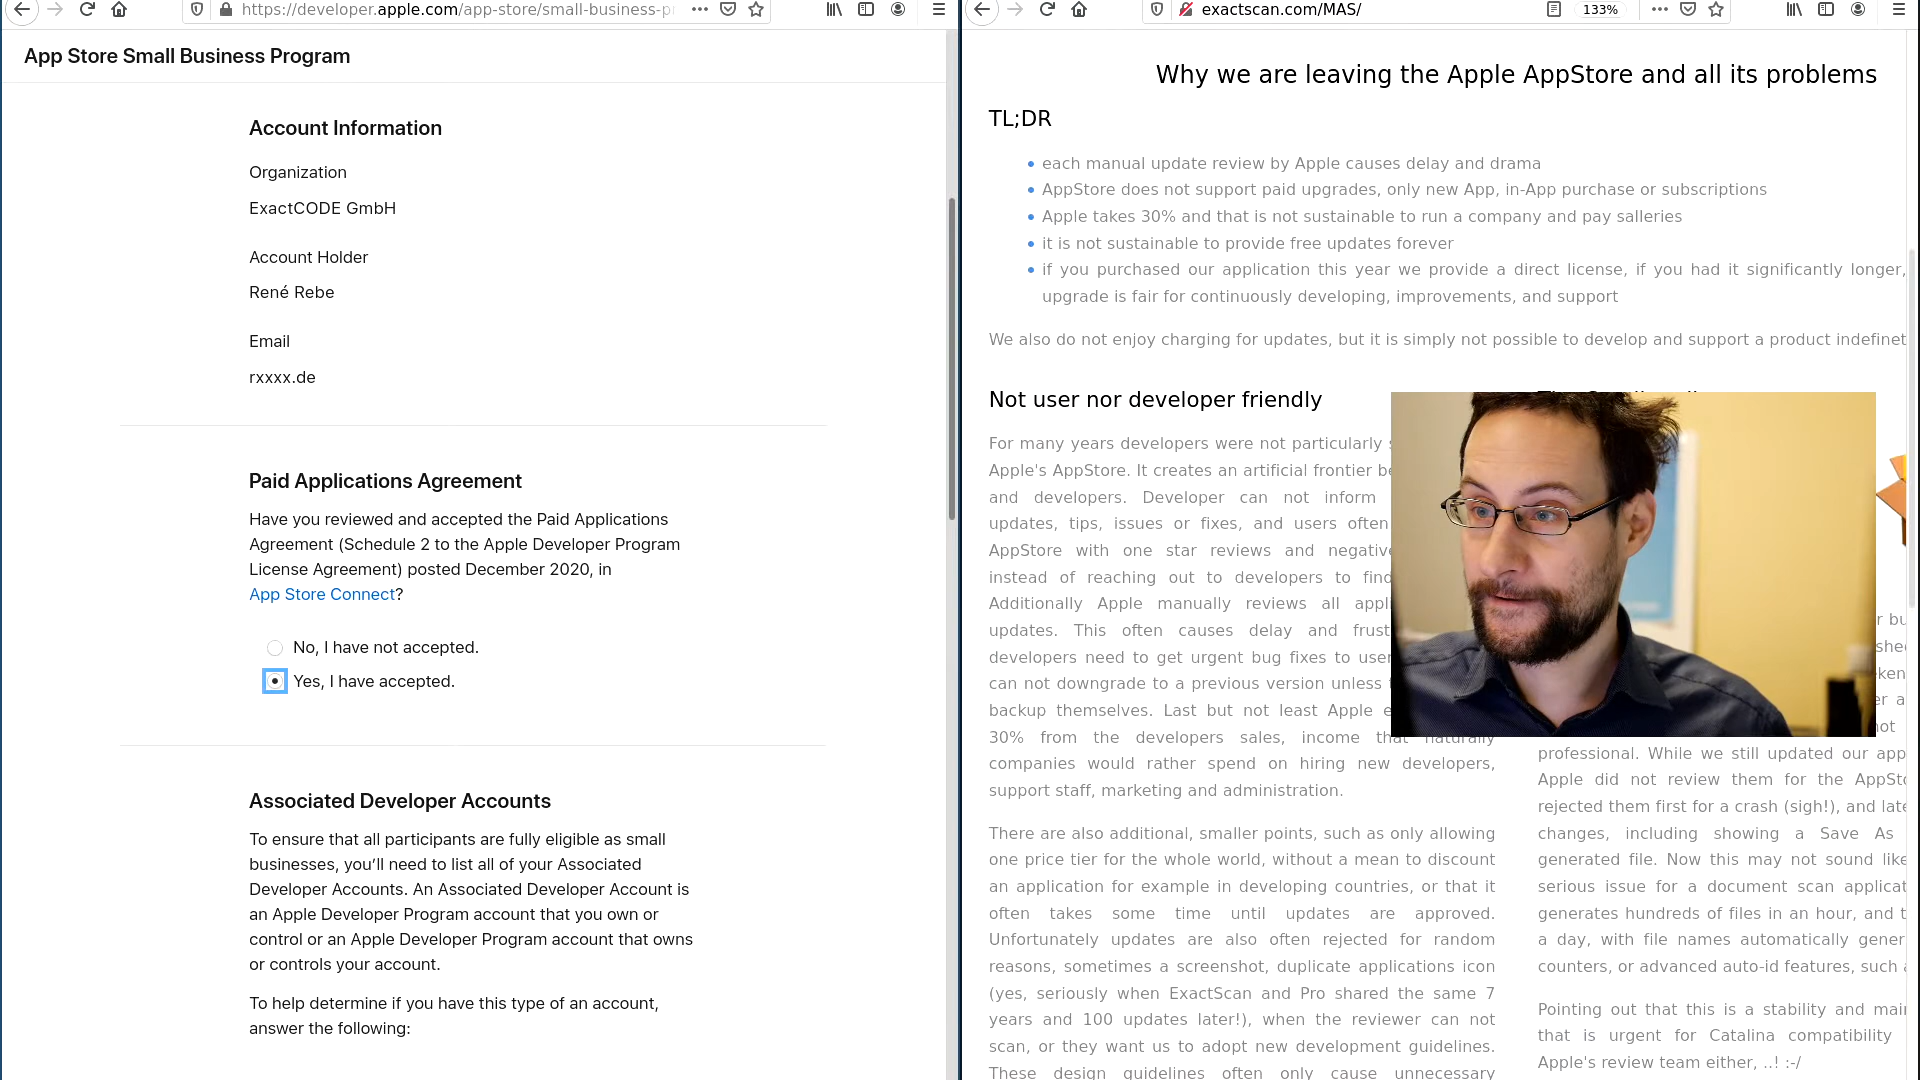 https://developer.apple.com/app-store/small-business-p
App Store Small Business Program
Account Information
Organization
ExactCODE GmbH
Account Holder
René Rebe
Email
rxxxx.de
Paid Applications Agreement
Have you reviewed and accepted the Paid Applications
Agreement (Schedule 2 to the Apple Developer Program
License Agreement) posted December 2020, in
App Store Connect?
No, I have not accepted.
Yes, I have accepted.
Associated Developer Accounts
To ensure that all participants are fully eligible as small
businesses, you’ll need to list all of your Associated
Developer Accounts. An Associated Developer Account is
an Apple Developer Program account that you own or
control or an Apple Developer Program account that owns
or controls your account.
To help determine if you have this type of an account,
answer the following:
exactscan.com/MAS/
133%
Why we are leaving the Apple AppStore and all its problems
TL;DR
each manual update review by Apple causes delay and drama
AppStore does not support paid upgrades, only new App, in-App purchase or subscriptions
Apple takes 30% and that is not sustainable to run a company and pay salleries
it is not sustainable to provide free updates forever
if you purchased our application this year we provide a direct license, if you had it significantly longer,
upgrade is fair for continuously developing, improvements, and support
We also do not enjoy charging for updates, but it is simply not possible to develop and support a product indefinet
Not user nor developer friendly
For many years developers were not particularly
Apple's AppStore. It creates an artificial frontier
and developers. Developer can not inform
updates, tips, issues or fixes, and users often
AppStore with one star reviews and
instead of reaching out to developers to find
Additionally Apple manually reviews all
updates. This often causes delay and
developers need to get urgent bug fixes to
can not downgrade to a previous version unless
backup themselves. Last but not least Apple
30% from the developers sales, income that naturally
companies would rather spend on hiring new developers,
support staff, marketing and administration.
There are also additional, smaller points, such as only allowing
one price tier for the whole world, without a mean to discount
an application for example in developing countries, or that it
often takes some time until updates are approved.
Unfortunately updates are also often rejected for random
reasons, sometimes a screenshot, duplicate applications icon
(yes, seriously when ExactScan and Pro shared the same 7
years and 100 updates later!), when the reviewer can not
scan, or they want us to adopt new development guidelines.
These design guidelines often only cause unnecessary
professional. While we still updated our app
Apple did not review them for the
rejected them first for a crash (sigh!), and
changes, including showing a Save As
generated file. Now this may not sound like
serious issue for a document scan
generates hundreds of files in an hour, and
a day, with file names automatically
counters, or advanced auto-id features, such
Pointing out that this is a stability and
that is urgent for Catalina compatibility
Apple's review team either, ..! :-/